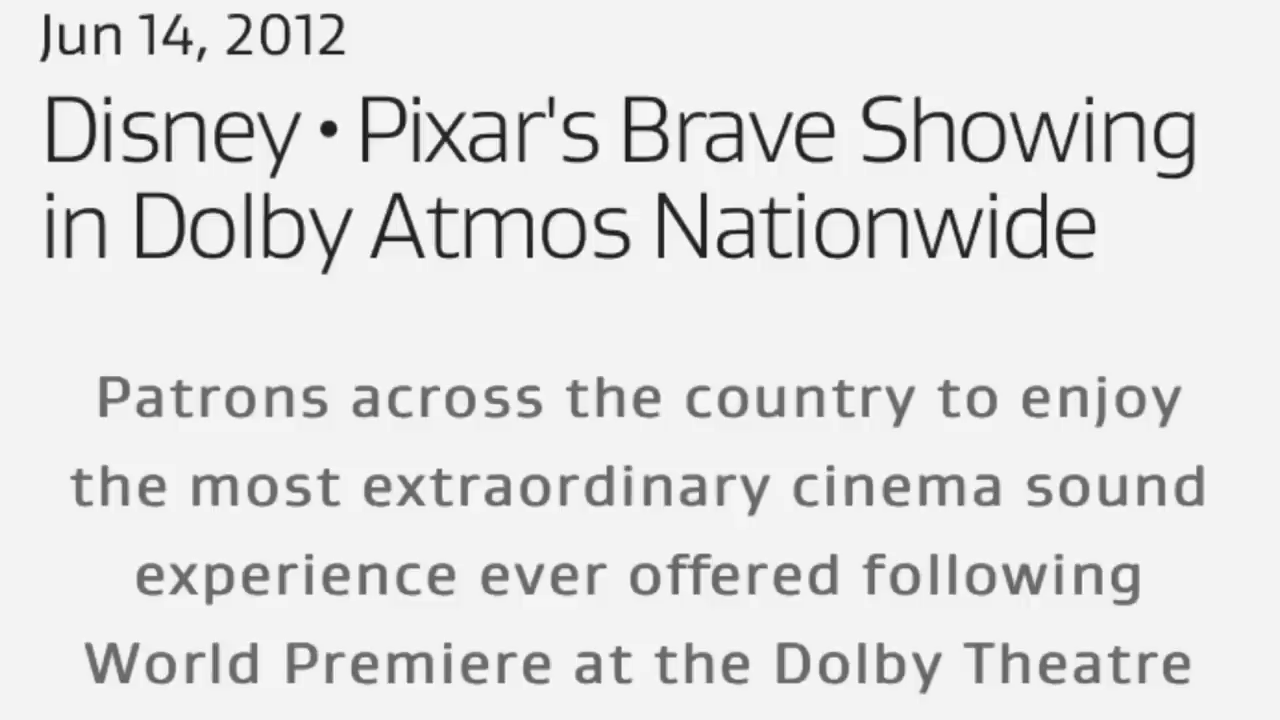 Jun 14, 2012
Disney • Pixar's Brave Showing
in Dolby Atmos Nationwide
Patrons across the country to enjoy
the most extraordinary cinema sound
experience ever offered following
World Premiere at the Dolby Theatre